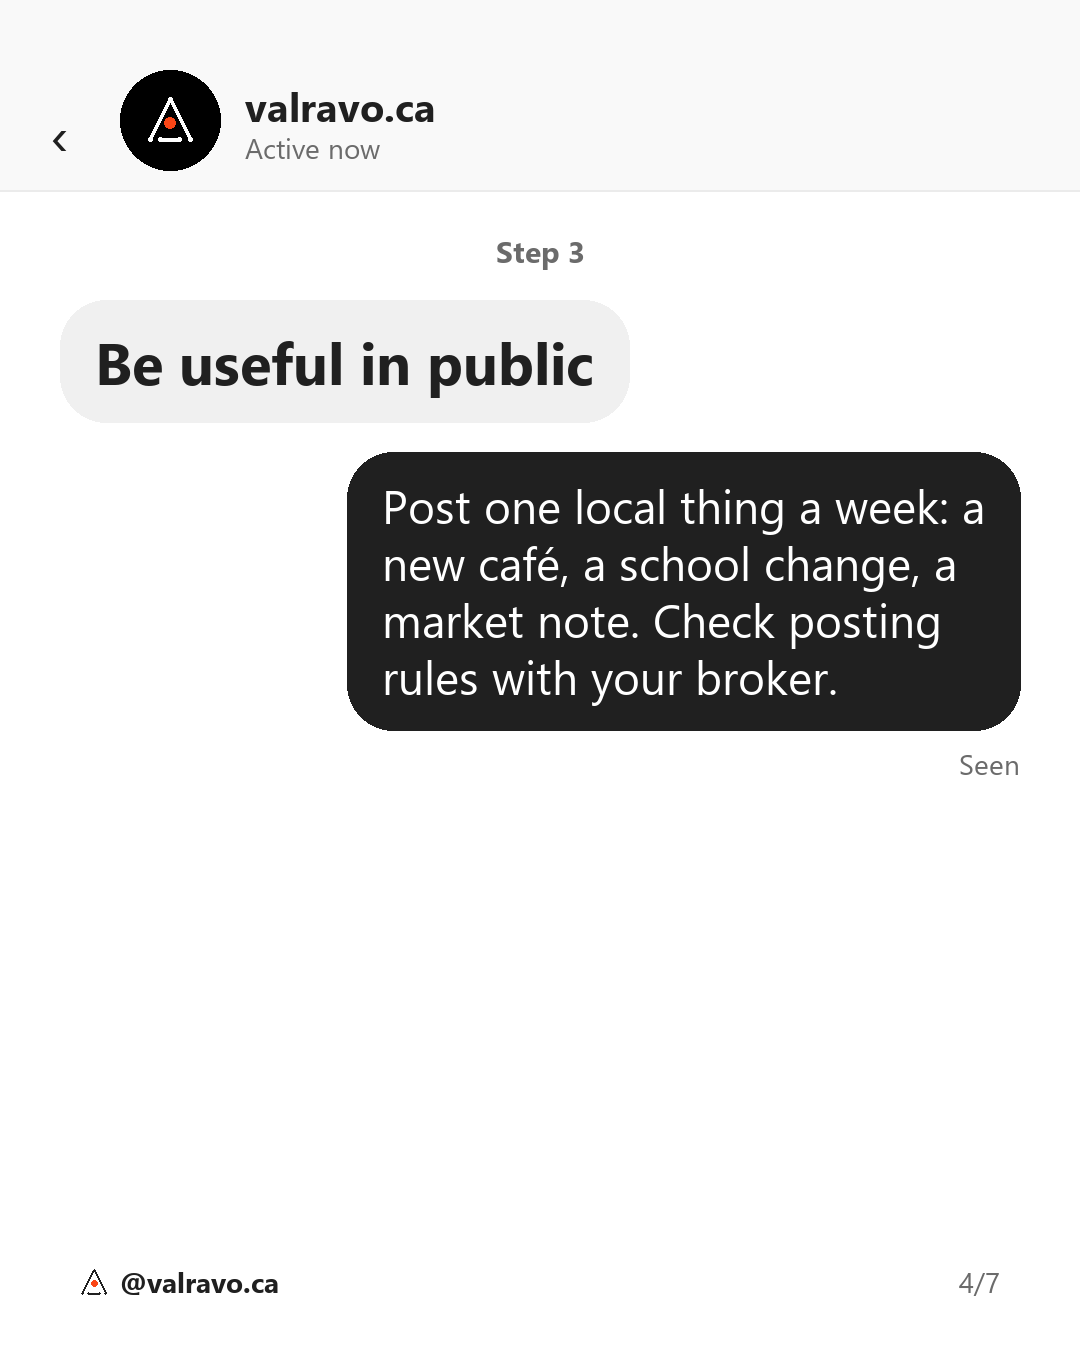 ‹
valravo.ca
Active now
Step 3
Be useful in public
Post one local thing a week: a
new café, a school change, a
market note. Check posting
rules with your broker.
Seen
@valravo.ca
4/7